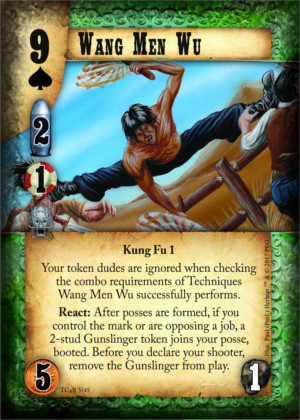 9
WANG MEN WU
2
1
Kung Fu 1
Your token dudes are ignored when checking
the combo requirements of Techniques
Wang Men Wu successfully performs.
React: After posses are formed, if you
control the mark or are opposing a job, a
2-stud Gunslinger token joins your posse,
booted. Before you declare your shooter,
remove the Gunslinger from play.
5
1